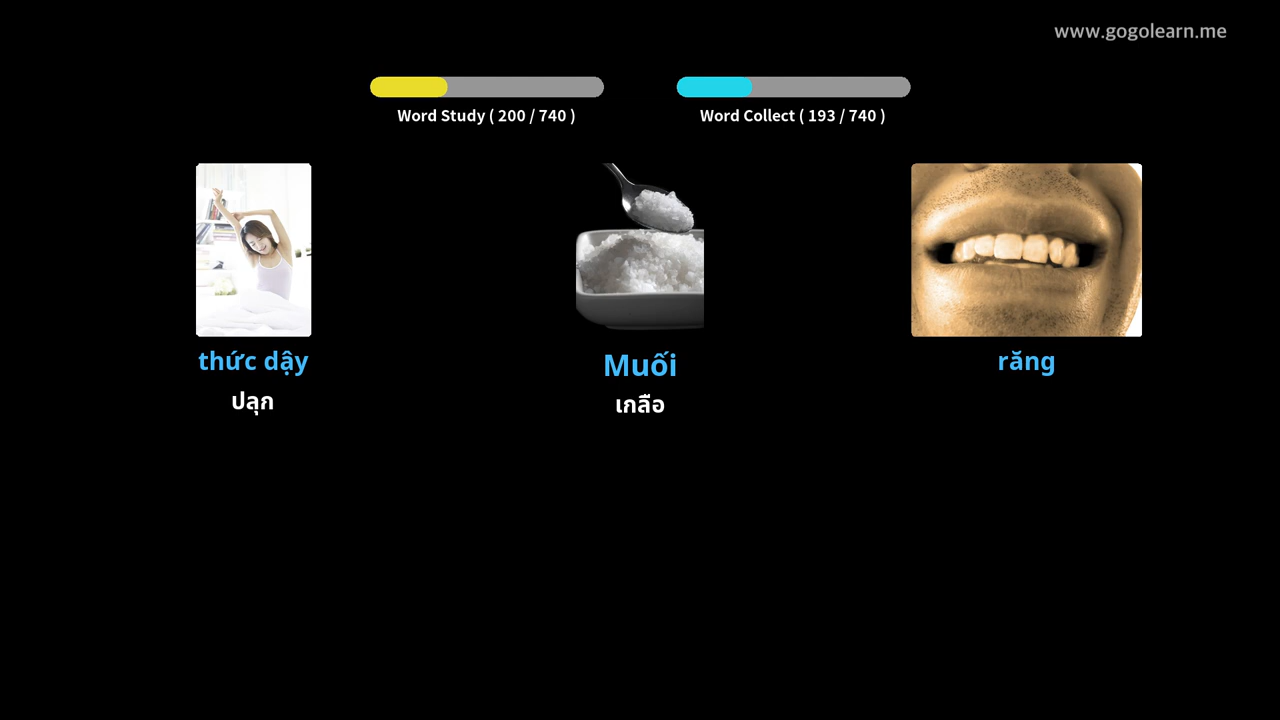 www.gogolearn.me
Word Study ( 200 / 740 )
Word Collect ( 193 / 740 )
thức dậy
ปลุก
Muối
เกลือ
răng